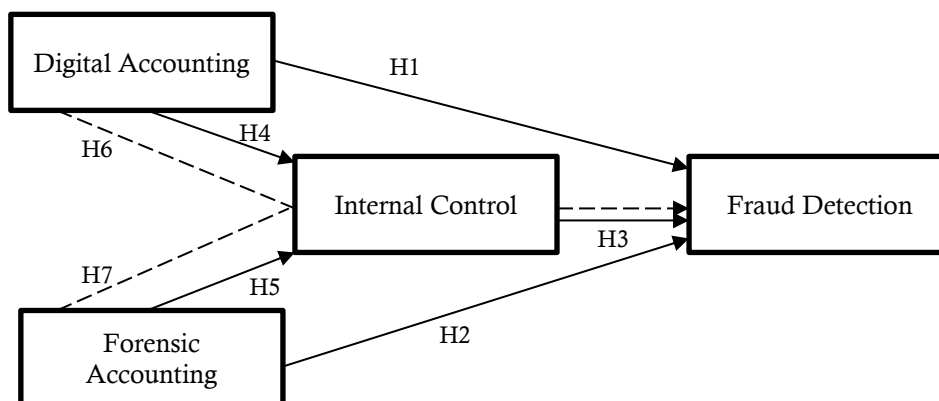 Digital Accounting
H1
H4
H6
Internal Control
Fraud Detection
H3
H7
H5
H2
Forensic
Accounting